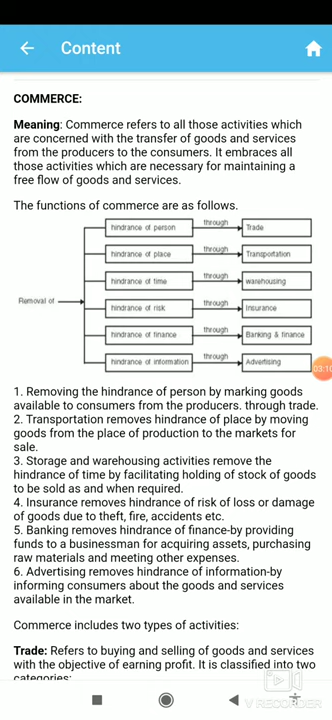 Content
COMMERCE:
Meaning: Commerce refers to all those activities which
are concerned with the transfer of goods and services
from the producers to the consumers. It embraces all
those activities which are necessary for maintaining a
free flow of goods and services.
The functions of commerce are as follows.
hindrance of person through Trade
hindrance of place through Transportation
hindrance of time through warehousing
Removal of
hindrance of risk through Insurance
hindrance of finance through Banking & finance
hindrance of information through Advertising
03:10
1. Removing the hindrance of person by marking goods
available to consumers from the producers. through trade.
2. Transportation removes hindrance of place by moving
goods from the place of production to the markets for
sale.
3. Storage and warehousing activities remove the
hindrance of time by facilitating holding of stock of goods
to be sold as and when required.
4. Insurance removes hindrance of risk of loss or damage
of goods due to theft, fire, accidents etc.
5. Banking removes hindrance of finance-by providing
funds to a businessman for acquiring assets, purchasing
raw materials and meeting other expenses.
6. Advertising removes hindrance of information-by
informing consumers about the goods and services
available in the market.
Commerce includes two types of activities:
Trade: Refers to buying and selling of goods and services
with the objective of earning profit. It is classified into two
categories:
V RECORDER